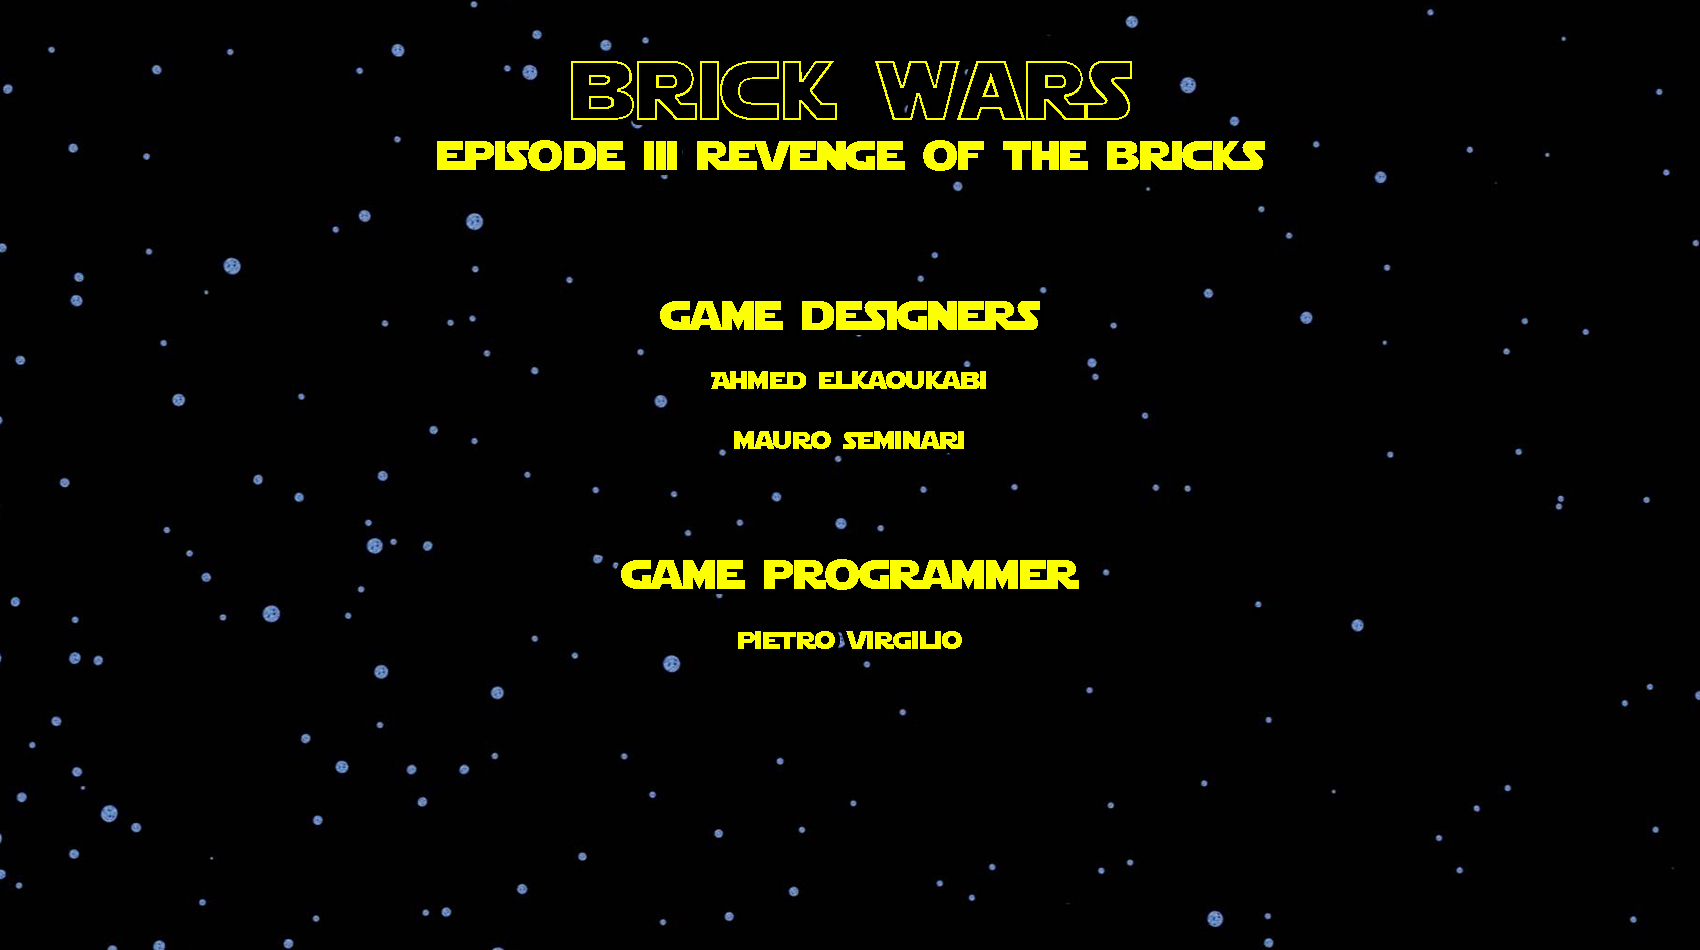 BRICK WARS
EPISODE III REVENGE OF THE BRICKS
GAME DESIGNERS
AHMED ELKAOUKABI
MAURO SEMINARI
GAME PROGRAMMER
PIETRO VIRGILIO